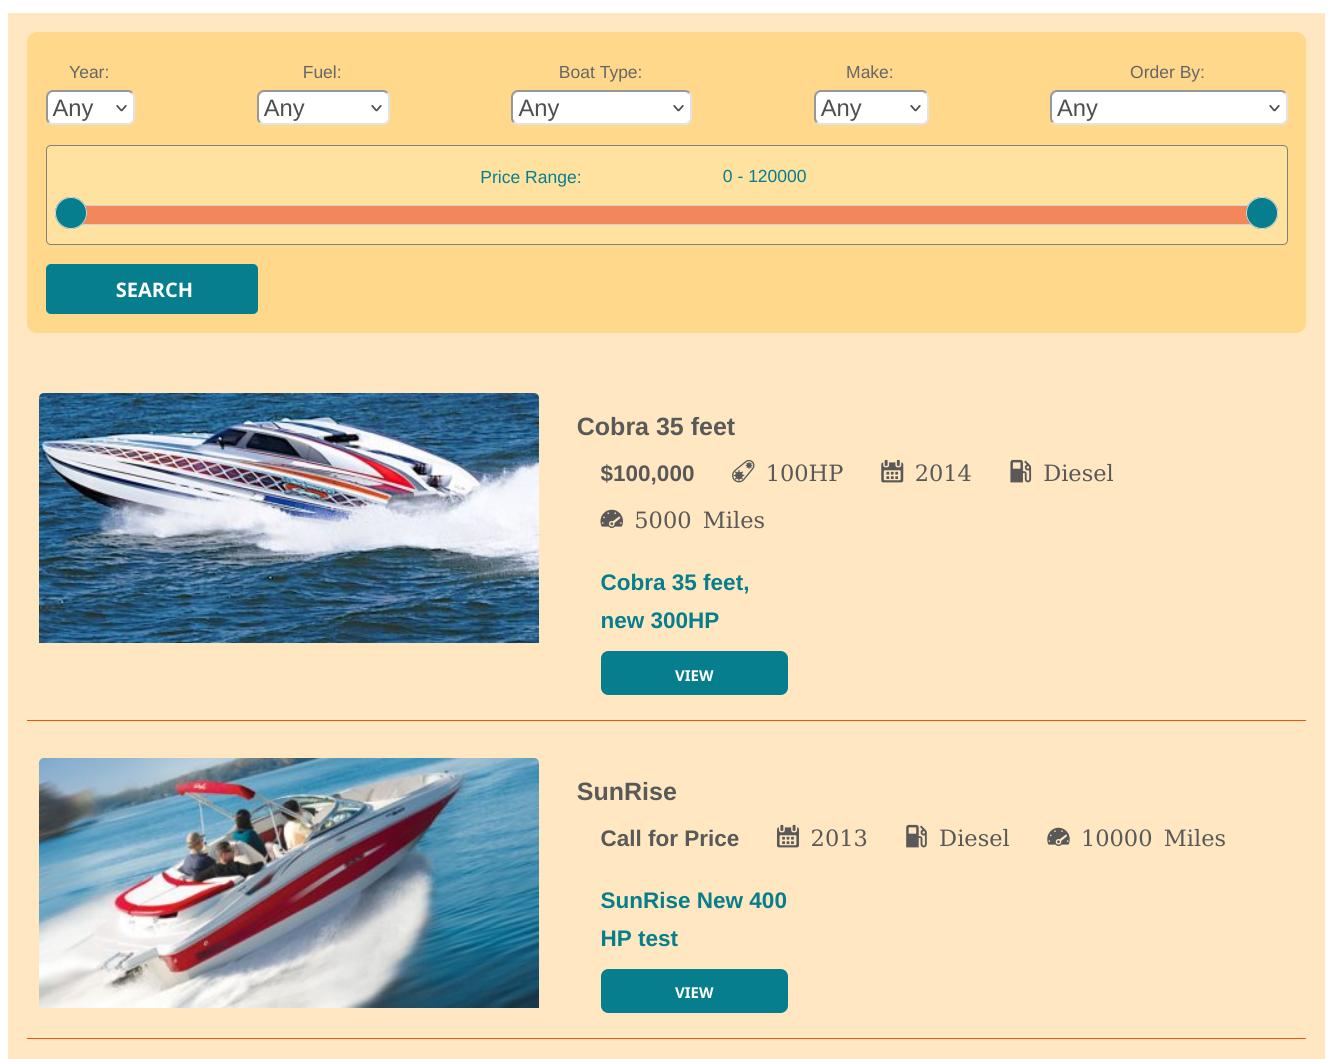 Year: Fuel: Boat Type: Make: Order By:
Any Any Any Any Any
Price Range: 0 - 120000
SEARCH
Cobra 35 feet
$100,000 100HP 2014 Diesel
5000 Miles
Cobra 35 feet,
new 300HP
VIEW
SunRise
Call for Price 2013 Diesel 10000 Miles
SunRise New 400
HP test
VIEW